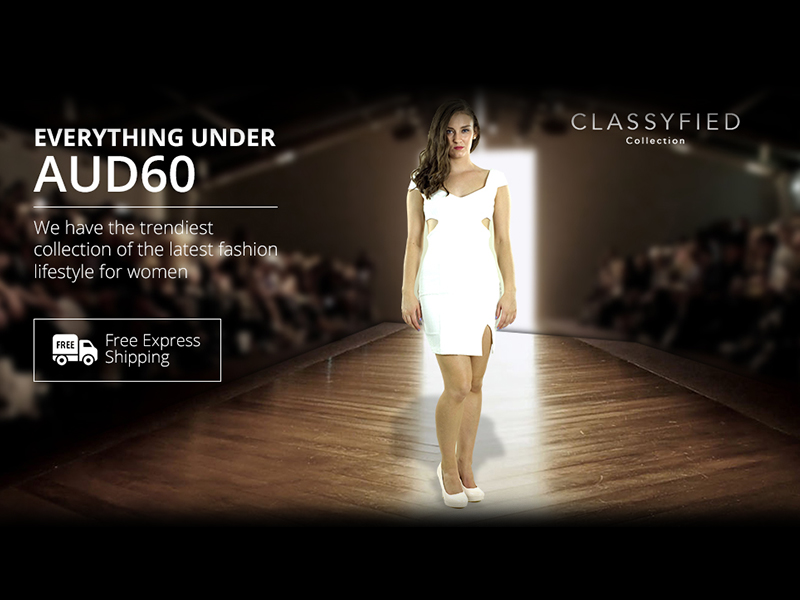 EVERYTHING UNDER
AUD60
We have the trendiest
collection of the latest fashion
lifestyle for women
FREE
Free Express
Shipping
CLASSYFIED
Collection